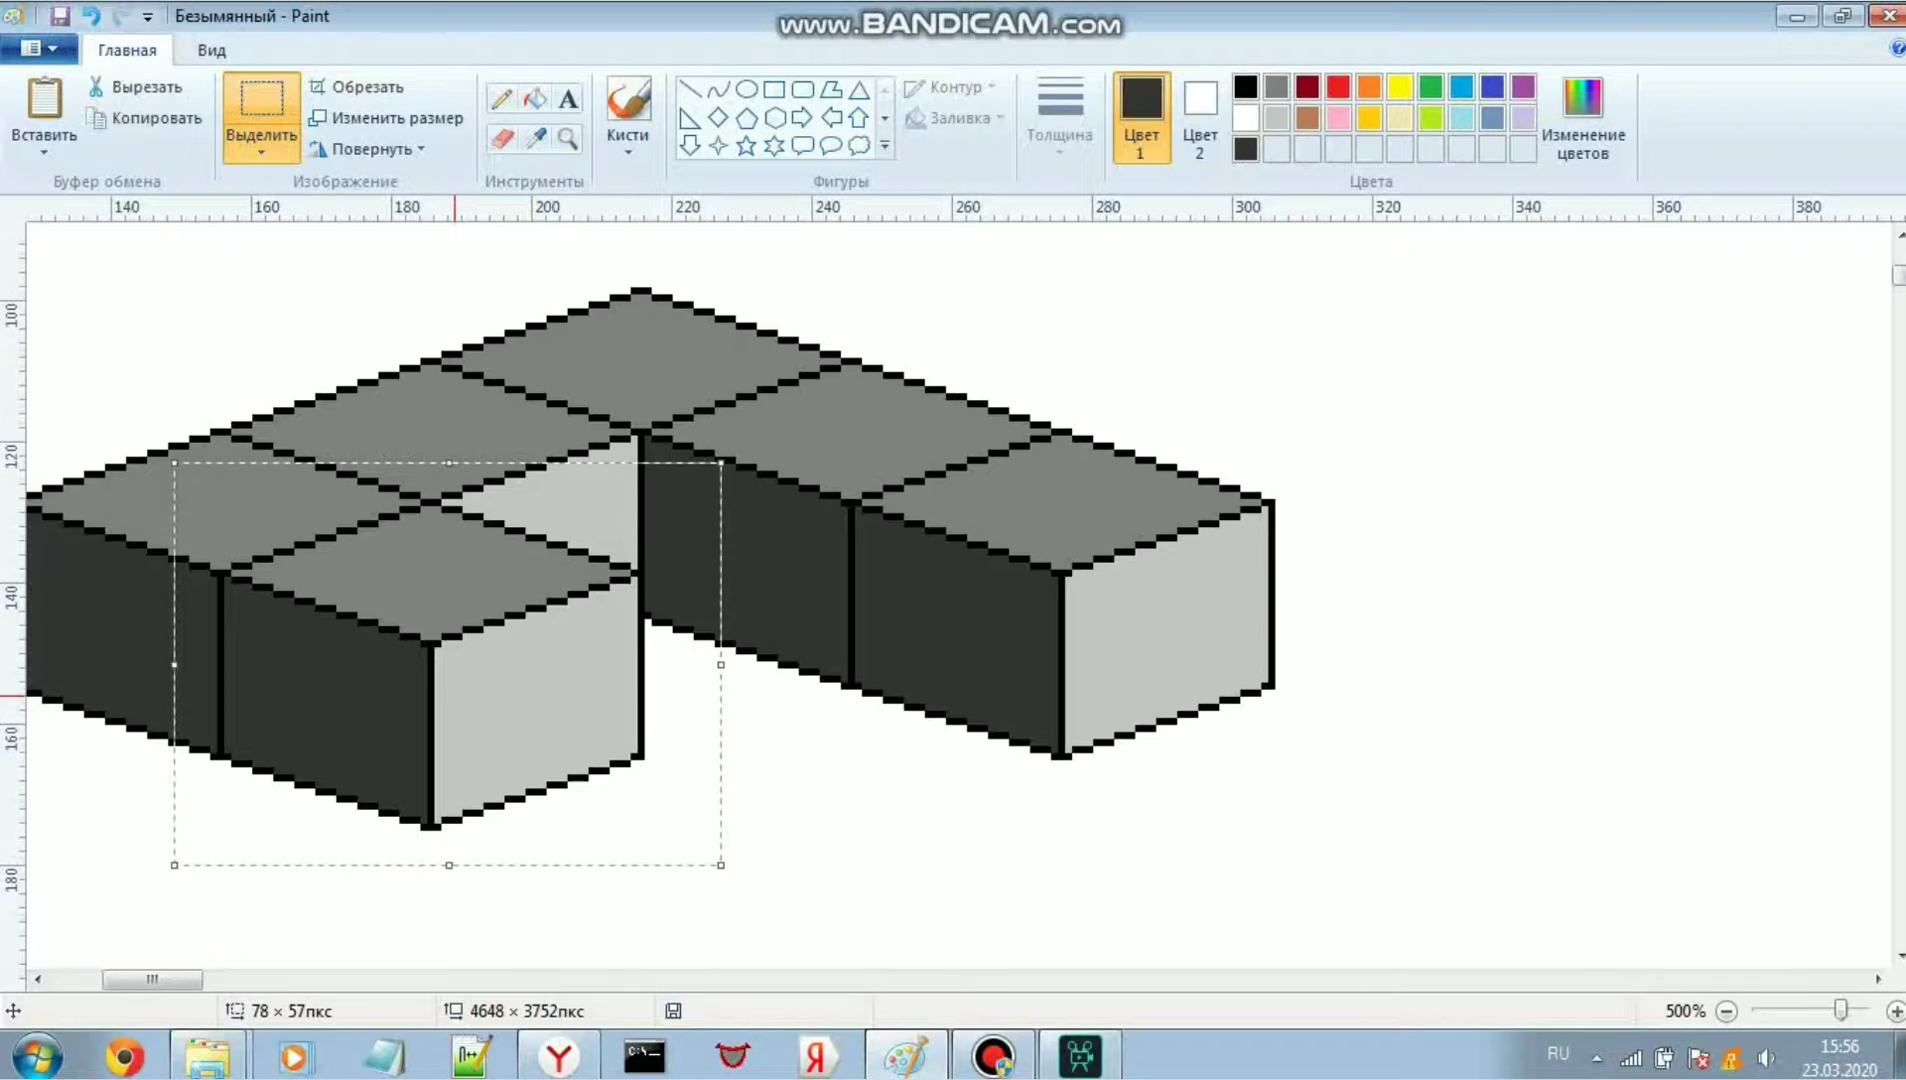 Безымянный - Paint
www.BANDICAM.com
Главная
Вид
Вставить
Вырезать
Копировать
Буфер обмена
Выделить
Обрезать
Изменить размер
Повернуть
Изображение
A
Инструменты
Кисти
Фигуры
Контур
Заливка
Толщина
Цвет
1
Цвет
2
Цвета
Изменение
цветов
140
160
180
200
220
240
260
280
300
320
340
360
380
100
120
140
160
180
78 × 57пкс
4648 × 3752пкс
500%
C:\
Y
Я
RU
15:56
23.03.2020